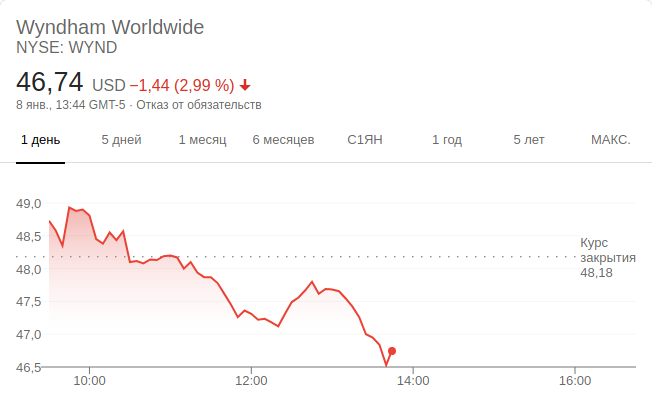 Wyndham Worldwide
NYSE: WYND
46,74 USD −1,44 (2,99 %)
8 янв., 13:44 GMT-5 · Отказ от обязательств
1 день 5 дней 1 месяц 6 месяцев С1ЯН 1 год 5 лет МАКС.
49,0
48,5
48,0
47,5
47,0
46,5
Курс
закрытия
48,18
10:00 12:00 14:00 16:00